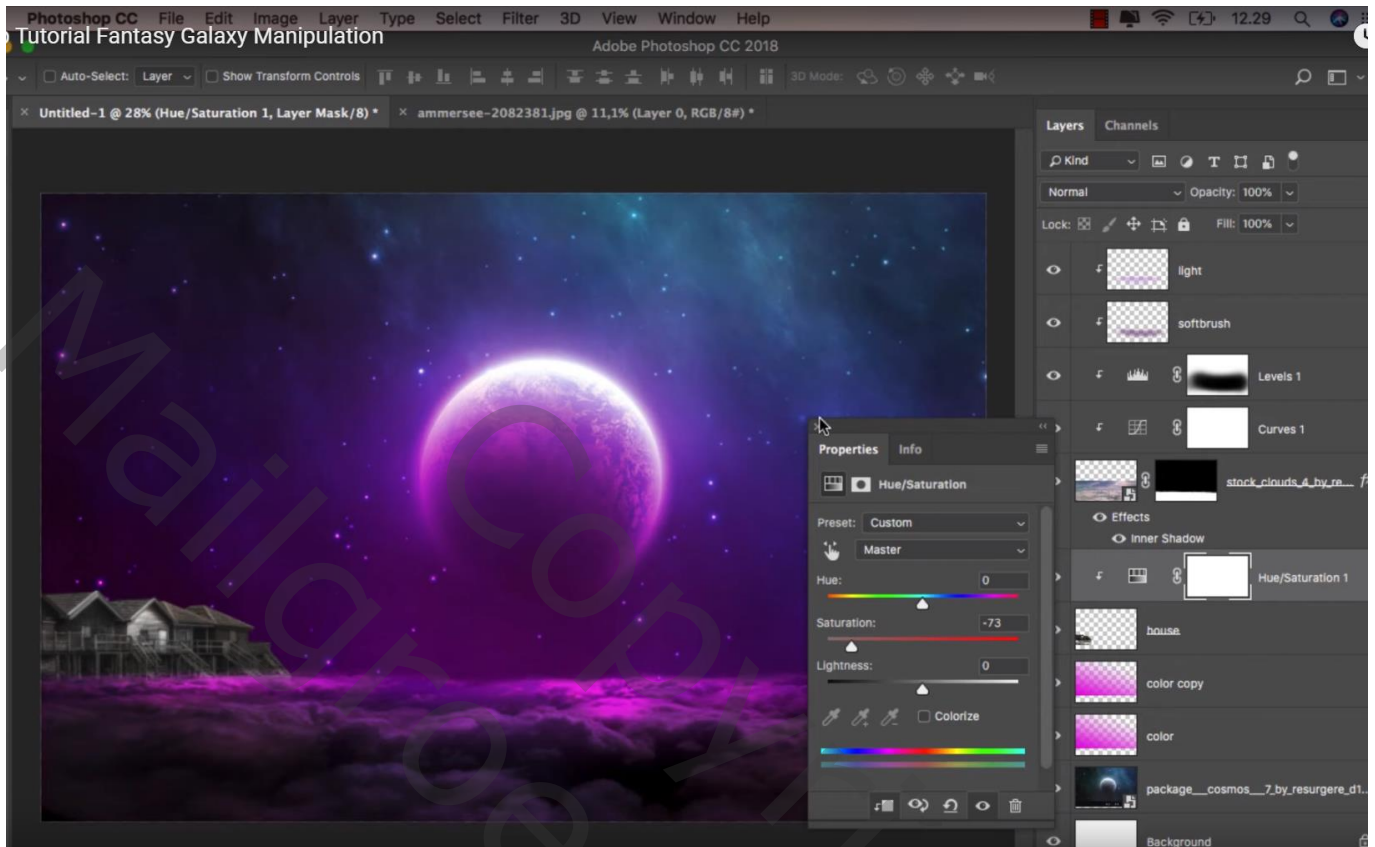 Photoshop CC File Edit Image Layer Type Select Filter 3D View Window Help 12.29
Tutorial Fantasy Galaxy Manipulation
Adobe Photoshop CC 2018
Auto-Select: Layer Show Transform Controls 3D Mode:
× Untitled-1 @ 28% (Hue/Saturation 1, Layer Mask/8) * × ammersee-2082381.jpg @ 11,1% (Layer 0, RGB/8#) *
Layers Channels
Kind
Normal Opacity: 100%
Lock: Fill: 100%
light
softbrush
Levels 1
Curves 1
stock_clouds_4_by_re... fx
Effects
Inner Shadow
Hue/Saturation 1
house
color copy
color
package__cosmos__7_by_resurgere_d1...
Background
Properties Info
Hue/Saturation
Preset: Custom
Master
Hue: 0
Saturation: -73
Lightness: 0
Colorize
Copy